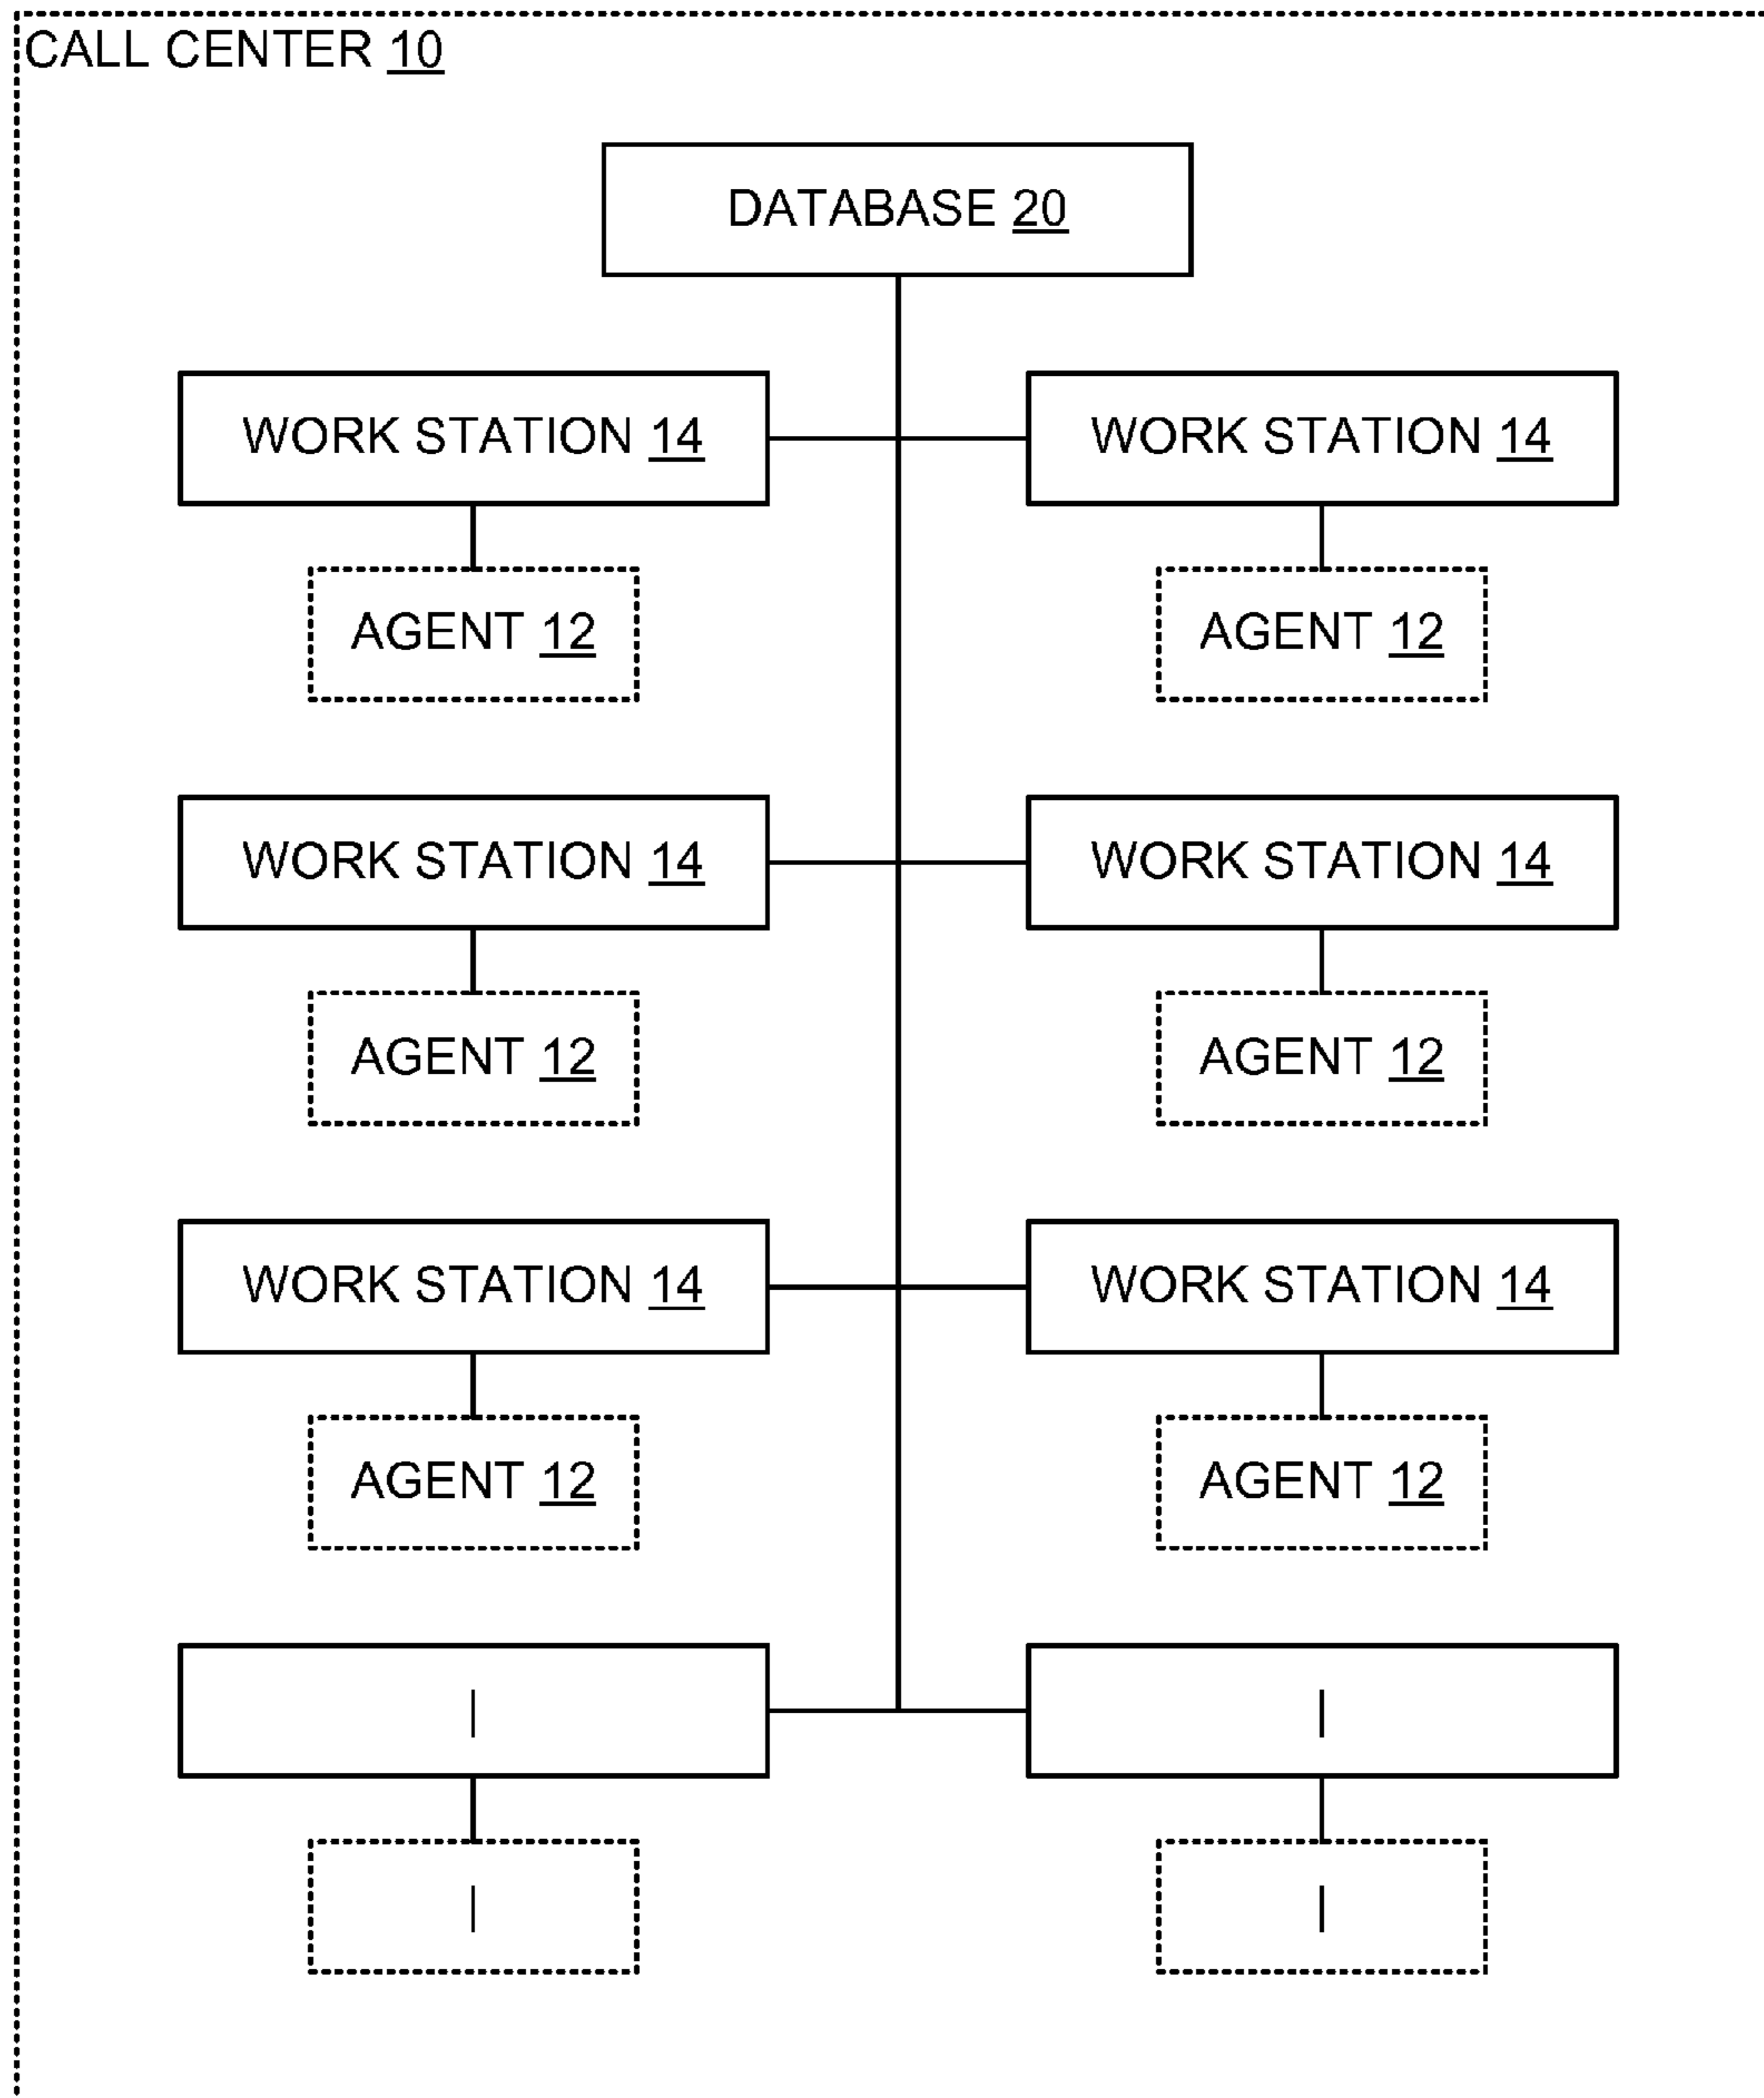 CALL CENTER 10
DATABASE 20
WORK STATION 14
WORK STATION 14
AGENT 12
AGENT 12
WORK STATION 14
WORK STATION 14
AGENT 12
AGENT 12
WORK STATION 14
WORK STATION 14
AGENT 12
AGENT 12
|
|
|
|